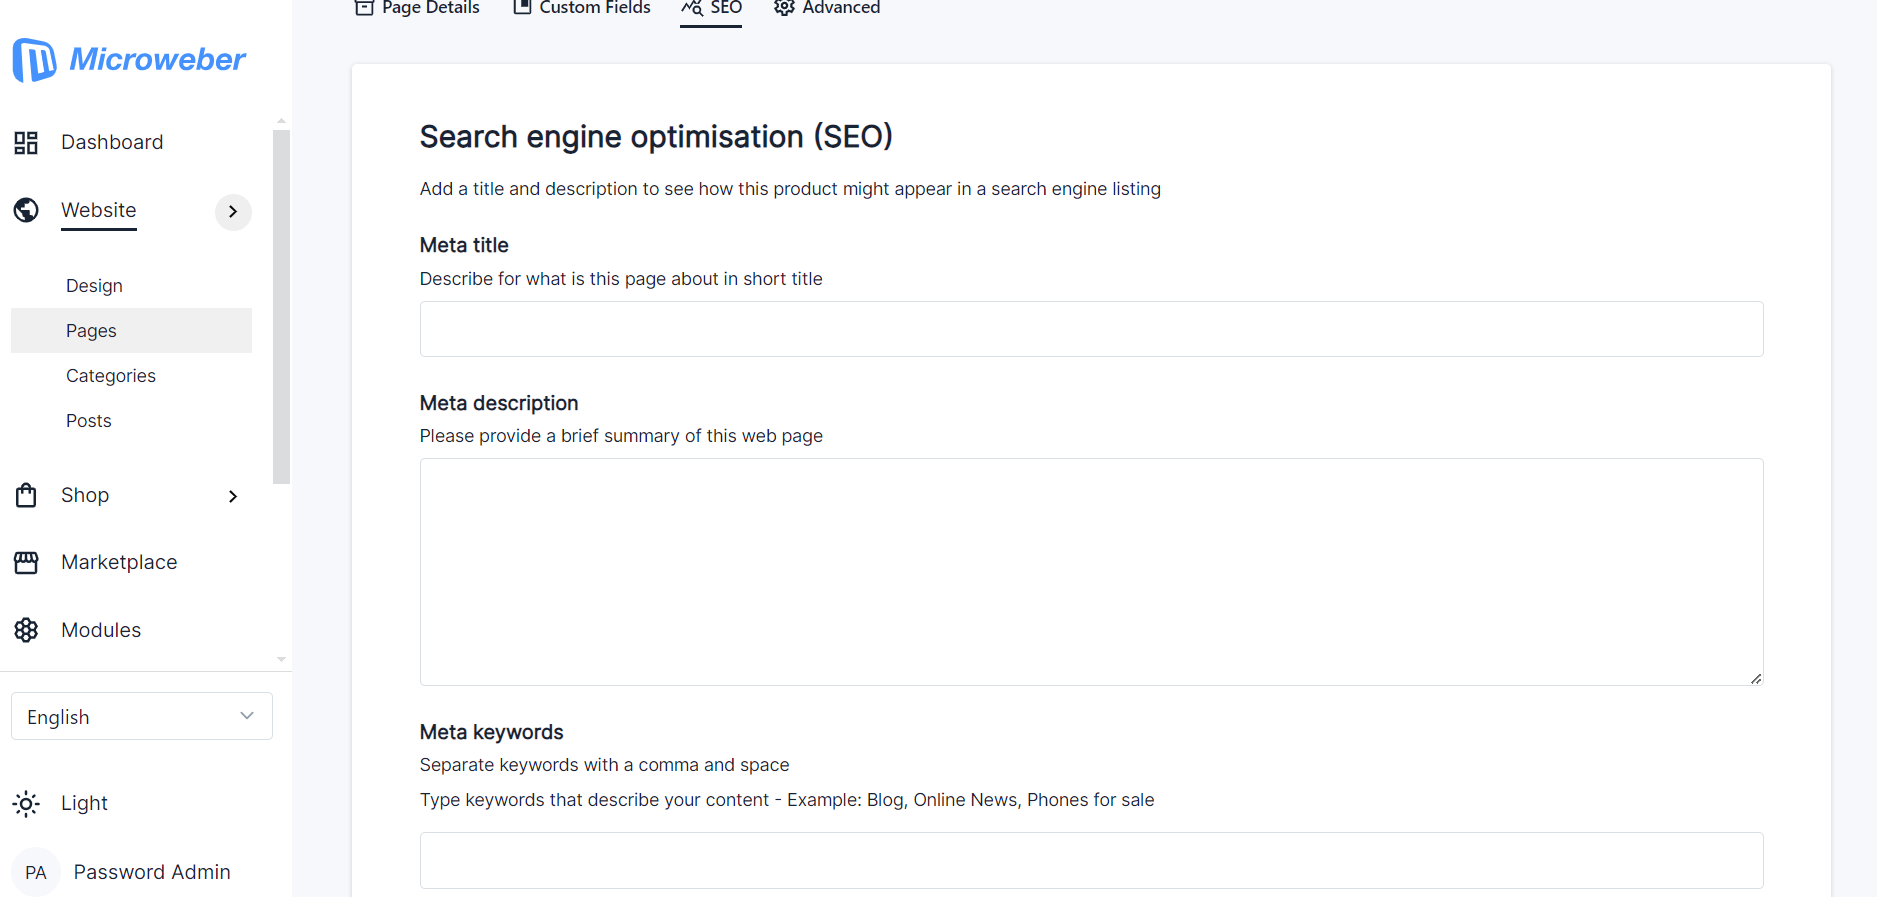 Page Details
Custom Fields
SEO
Advanced
Microweber
Dashboard
Website
Design
Pages
Categories
Posts
Shop
Marketplace
Modules
English
Light
PA
Password Admin
Search engine optimisation (SEO)
Add a title and description to see how this product might appear in a search engine listing
Meta title
Describe for what is this page about in short title
Meta description
Please provide a brief summary of this web page
Meta keywords
Separate keywords with a comma and space
Type keywords that describe your content - Example: Blog, Online News, Phones for sale